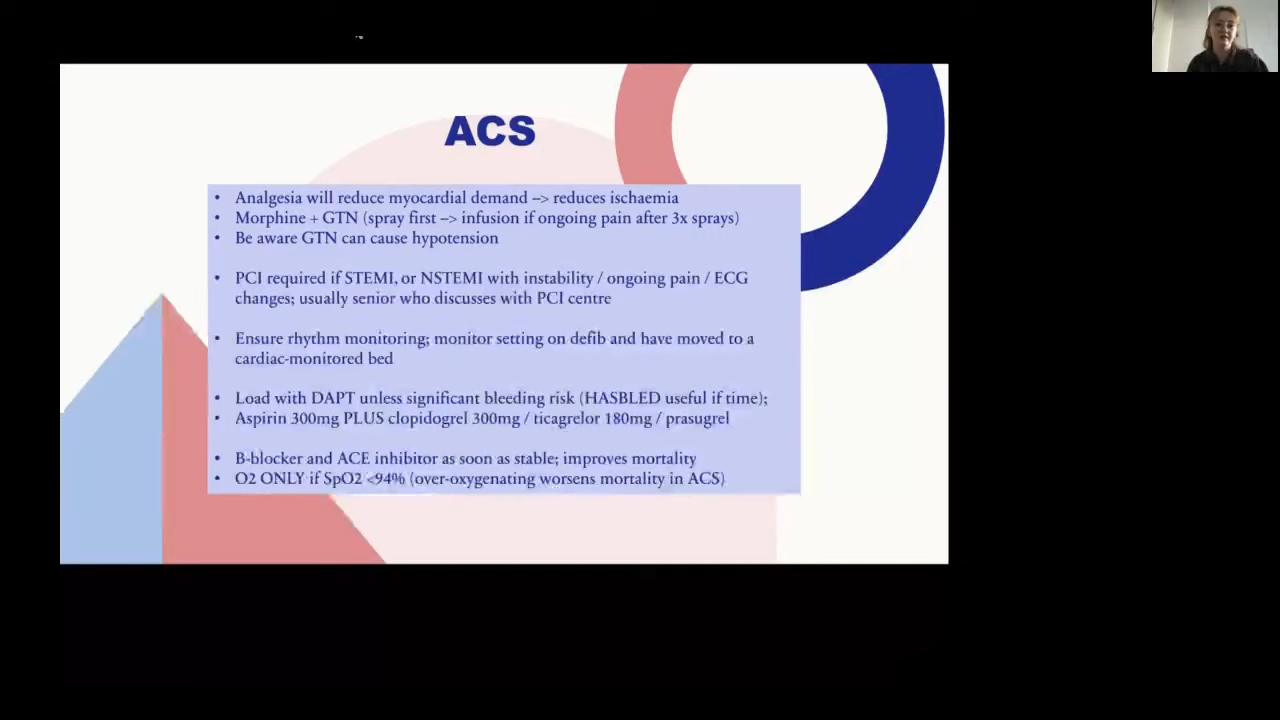 ACS
• Analgesia will reduce myocardial demand –> reduces ischaemia
• Morphine + GTN (spray first –> infusion if ongoing pain after 3x sprays)
• Be aware GTN can cause hypotension
• PCI required if STEMI, or NSTEMI with instability / ongoing pain / ECG
changes; usually senior who discusses with PCI centre
• Ensure rhythm monitoring; monitor setting on defib and have moved to a
cardiac-monitored bed
• Load with DAPT unless significant bleeding risk (HASBLED useful if time);
• Aspirin 300mg PLUS clopidogrel 300mg / ticagrelor 180mg / prasugrel
• B-blocker and ACE inhibitor as soon as stable; improves mortality
• O2 ONLY if SpO2 <94% (over-oxygenating worsens mortality in ACS)